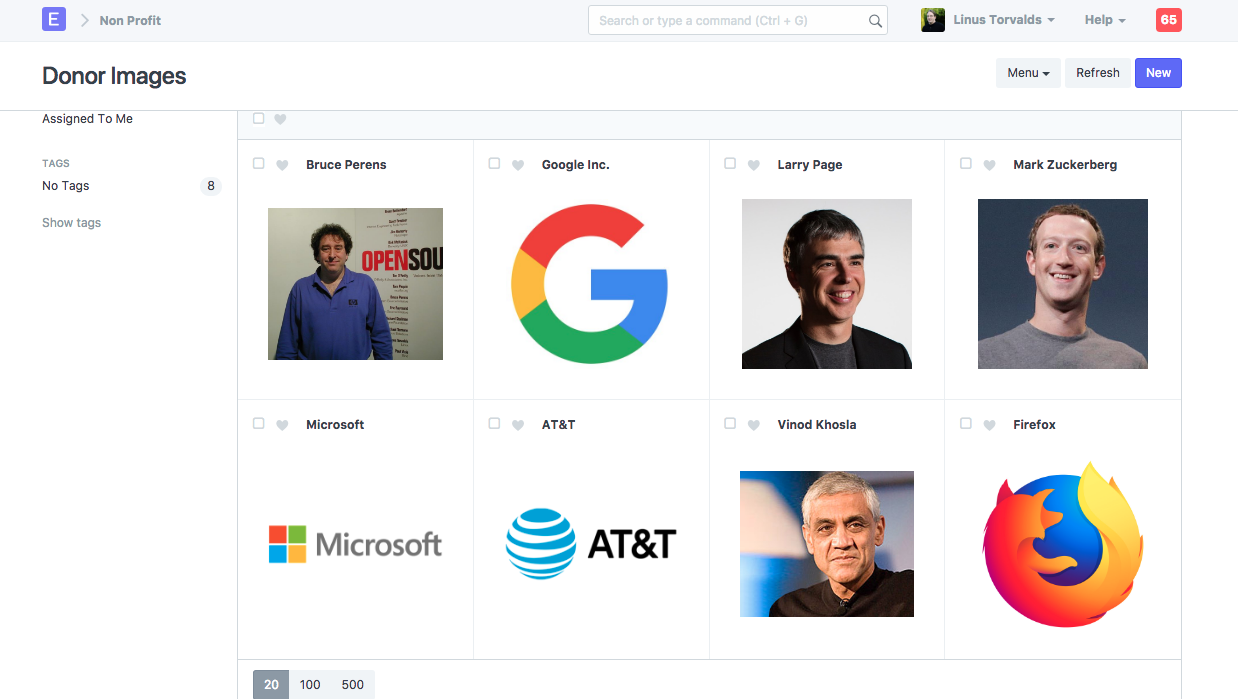 E
Non Profit
Search or type a command (Ctrl + G)
Linus Torvalds
Help
65
Donor Images
Menu
Refresh
New
Assigned To Me
TAGS
No Tags
8
Show tags
Bruce Perens
Google Inc.
Larry Page
Mark Zuckerberg
OPENSOU
Microsoft
AT&T
Vinod Khosla
Firefox
Microsoft
AT&T
20
100
500